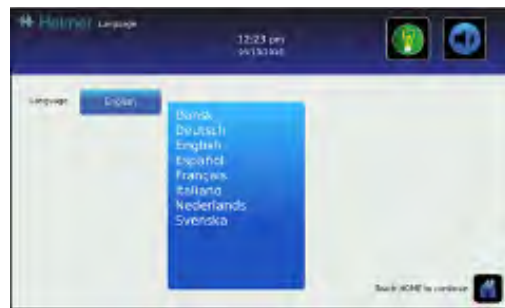 Helmer Language
12:23 pm
Language English
Dansk
Deutsch
English
Español
Français
Italiano
Nederlands
Svenska
Touch HOME to continue